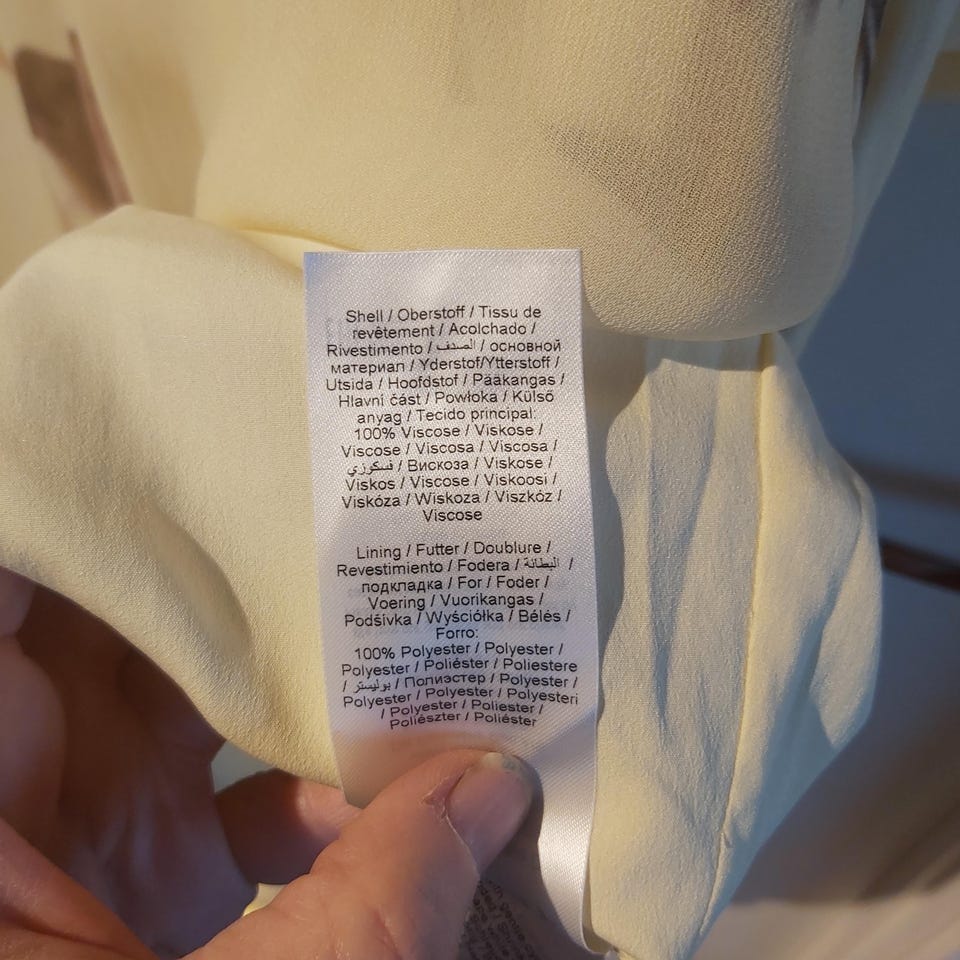 Shell / Oberstoff / Tissu de
revêtement / Acolchado /
Rivestimento / الصدف / основной
материал / Yderstof/Ytterstoff /
Utsida / Hoofdstof / Pääkangas /
Hlavní část / Powłoka / Külső
anyag / Tecido principal:
100% Viscose / Viskose /
Viscose / Viscosa / Viscosa /
فسكوزي / Вискоза / Viskose /
Viskos / Viscose / Viskoosi /
Viskóza / Wiskoza / Viszkóz /
Viscose
Lining / Futter / Doublure /
Revestimiento / Fodera / البطانة /
подкладка / For / Foder /
Voering / Vuorikangas /
Podšívka / Wyściółka / Bélés /
Forro:
100% Polyester / Polyester /
Polyester / Poliéster / Poliestere
/ بوليستر / Полиэстер / Polyester /
Polyester / Polyester / Polyesteri
/ Polyester / Poliester /
Poliészter / Poliéster